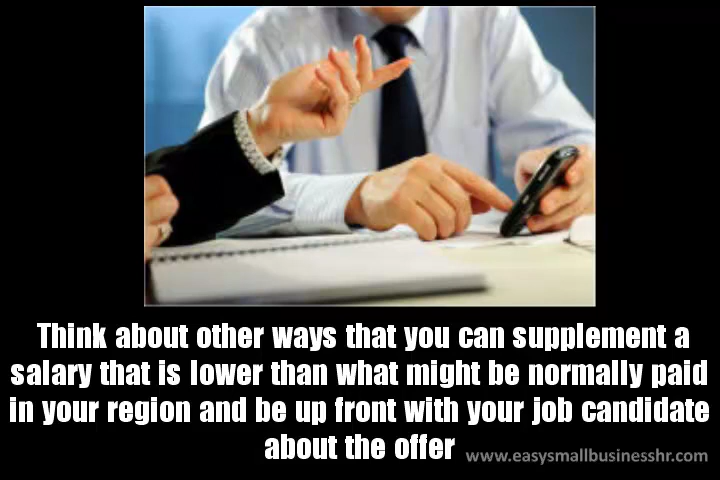 Think about other ways that you can supplement a
salary that is lower than what might be normally paid
in your region and be up front with your job candidate
about the offer
www.easysmallbusinesshr.com